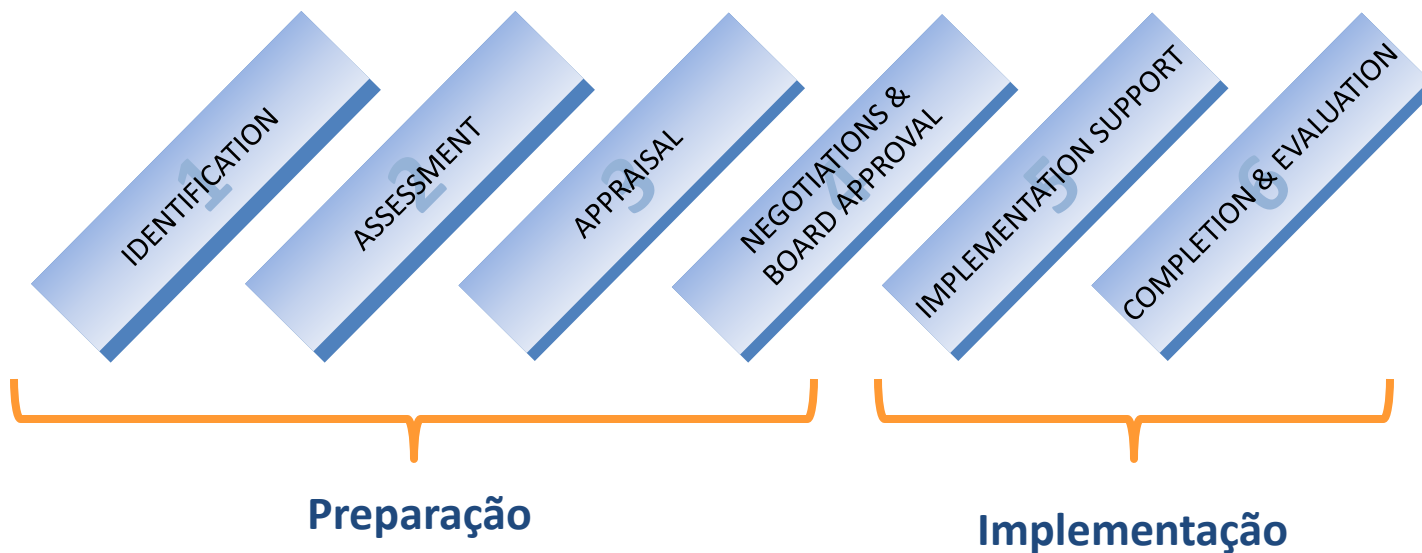 1
IDENTIFICATION
2
ASSESSMENT
3
APPRAISAL
4
NEGOTIATIONS &
BOARD APPROVAL
5
IMPLEMENTATION SUPPORT
6
COMPLETION & EVALUATION
Preparação
Implementação